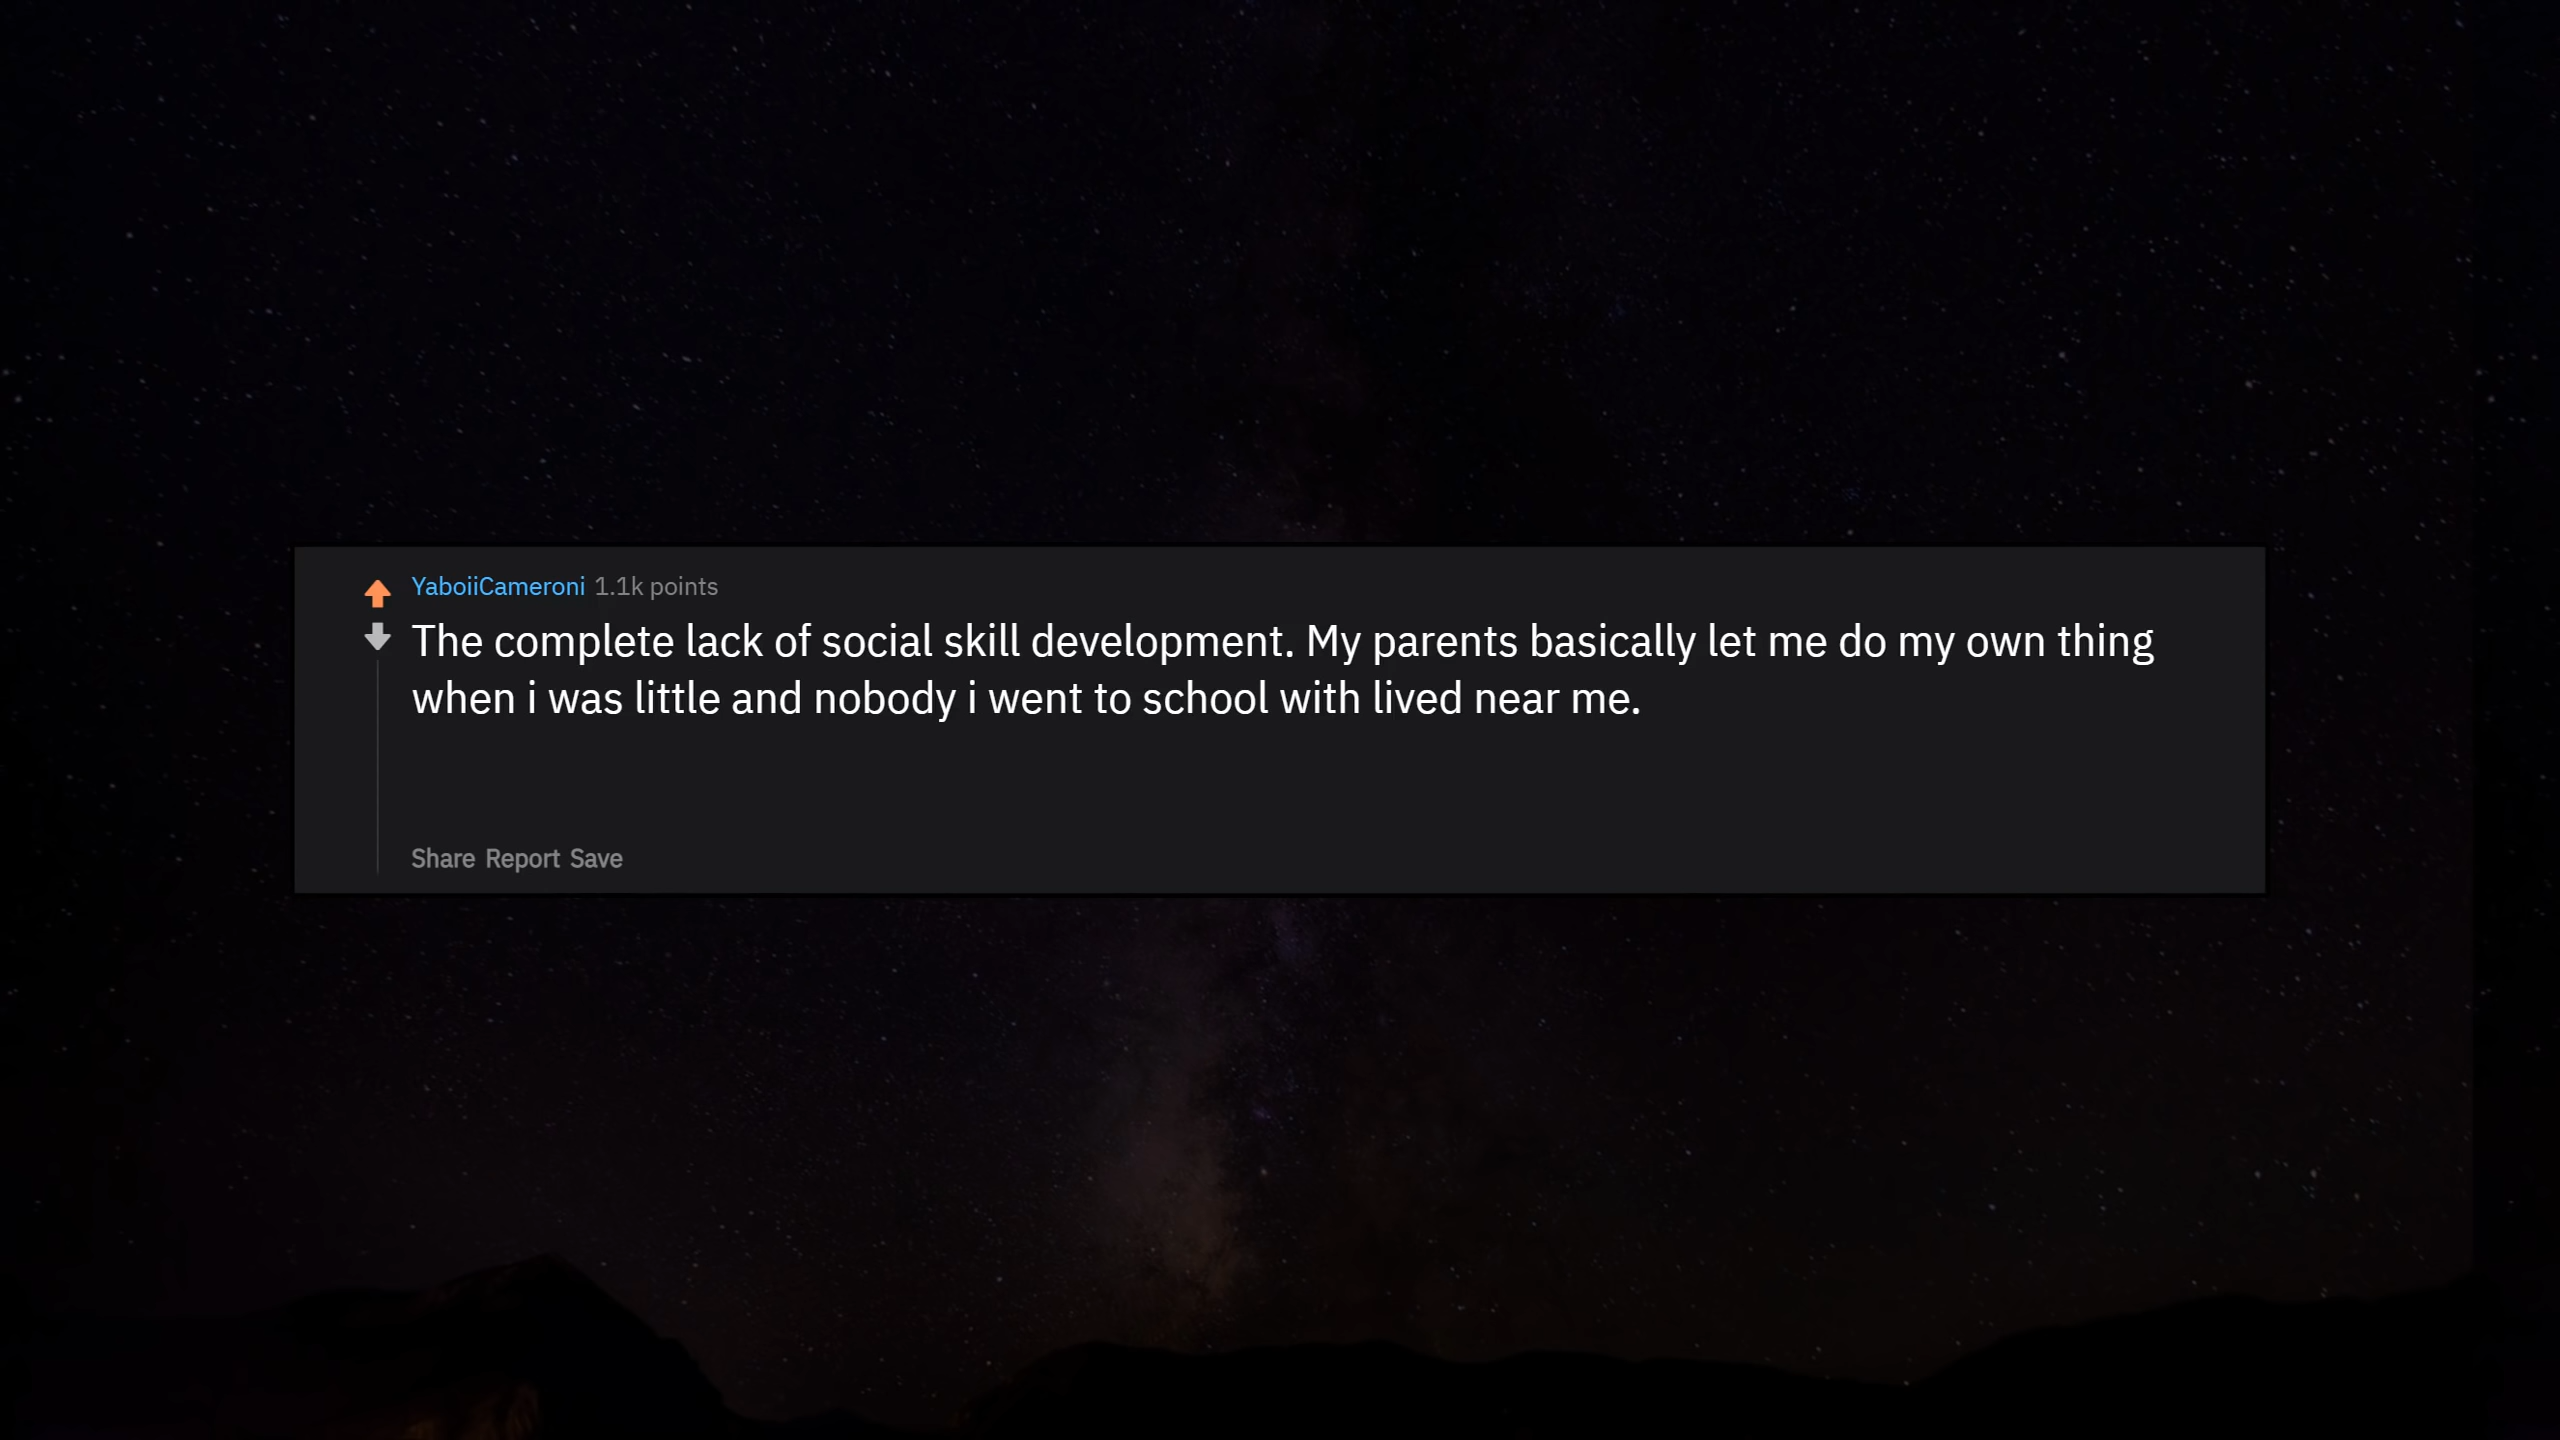 YaboiiCameroni 1.1k points
The complete lack of social skill development. My parents basically let me do my own thing
when i was little and nobody i went to school with lived near me.
Share Report Save